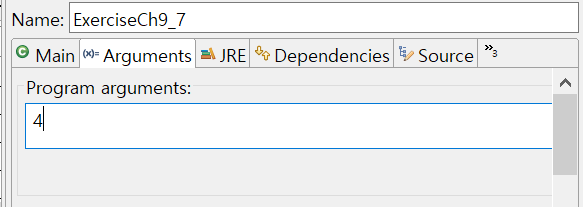 Name: ExerciseCh9_7
Main (x)= Arguments JRE Dependencies Source »3
Program arguments:
4